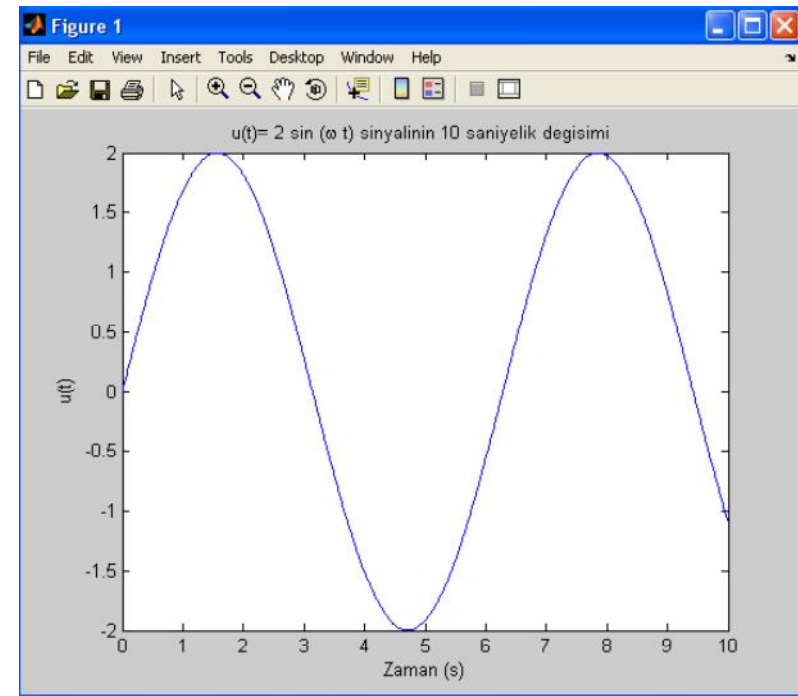 Figure 1
File Edit View Insert Tools Desktop Window Help
u(t)= 2 sin (ω t) sinyalinin 10 saniyelik degisimi
2
1.5
1
0.5
0
-0.5
-1
-1.5
-2
u(t)
0 1 2 3 4 5 6 7 8 9 10
Zaman (s)